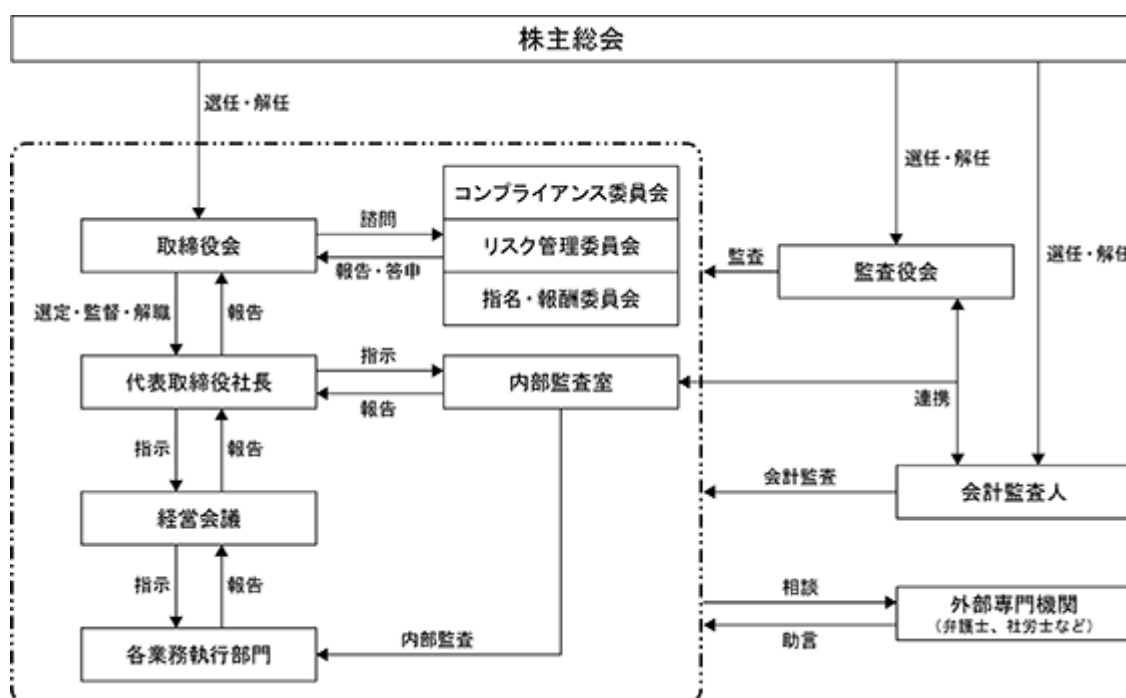 株主総会
選任・解任
選任・解任
選任・解任
コンプライアンス委員会
諮問
取締役会
リスク管理委員会
監査
監査役会
報告・答申
指名・報酬委員会
選定・監督・解職
報告
指示
代表取締役社長
内部監査室
報告
連携
指示
報告
会計監査
会計監査人
経営会議
指示
報告
相談
外部専門機関
(弁護士、社労士など)
助言
内部監査
各業務執行部門